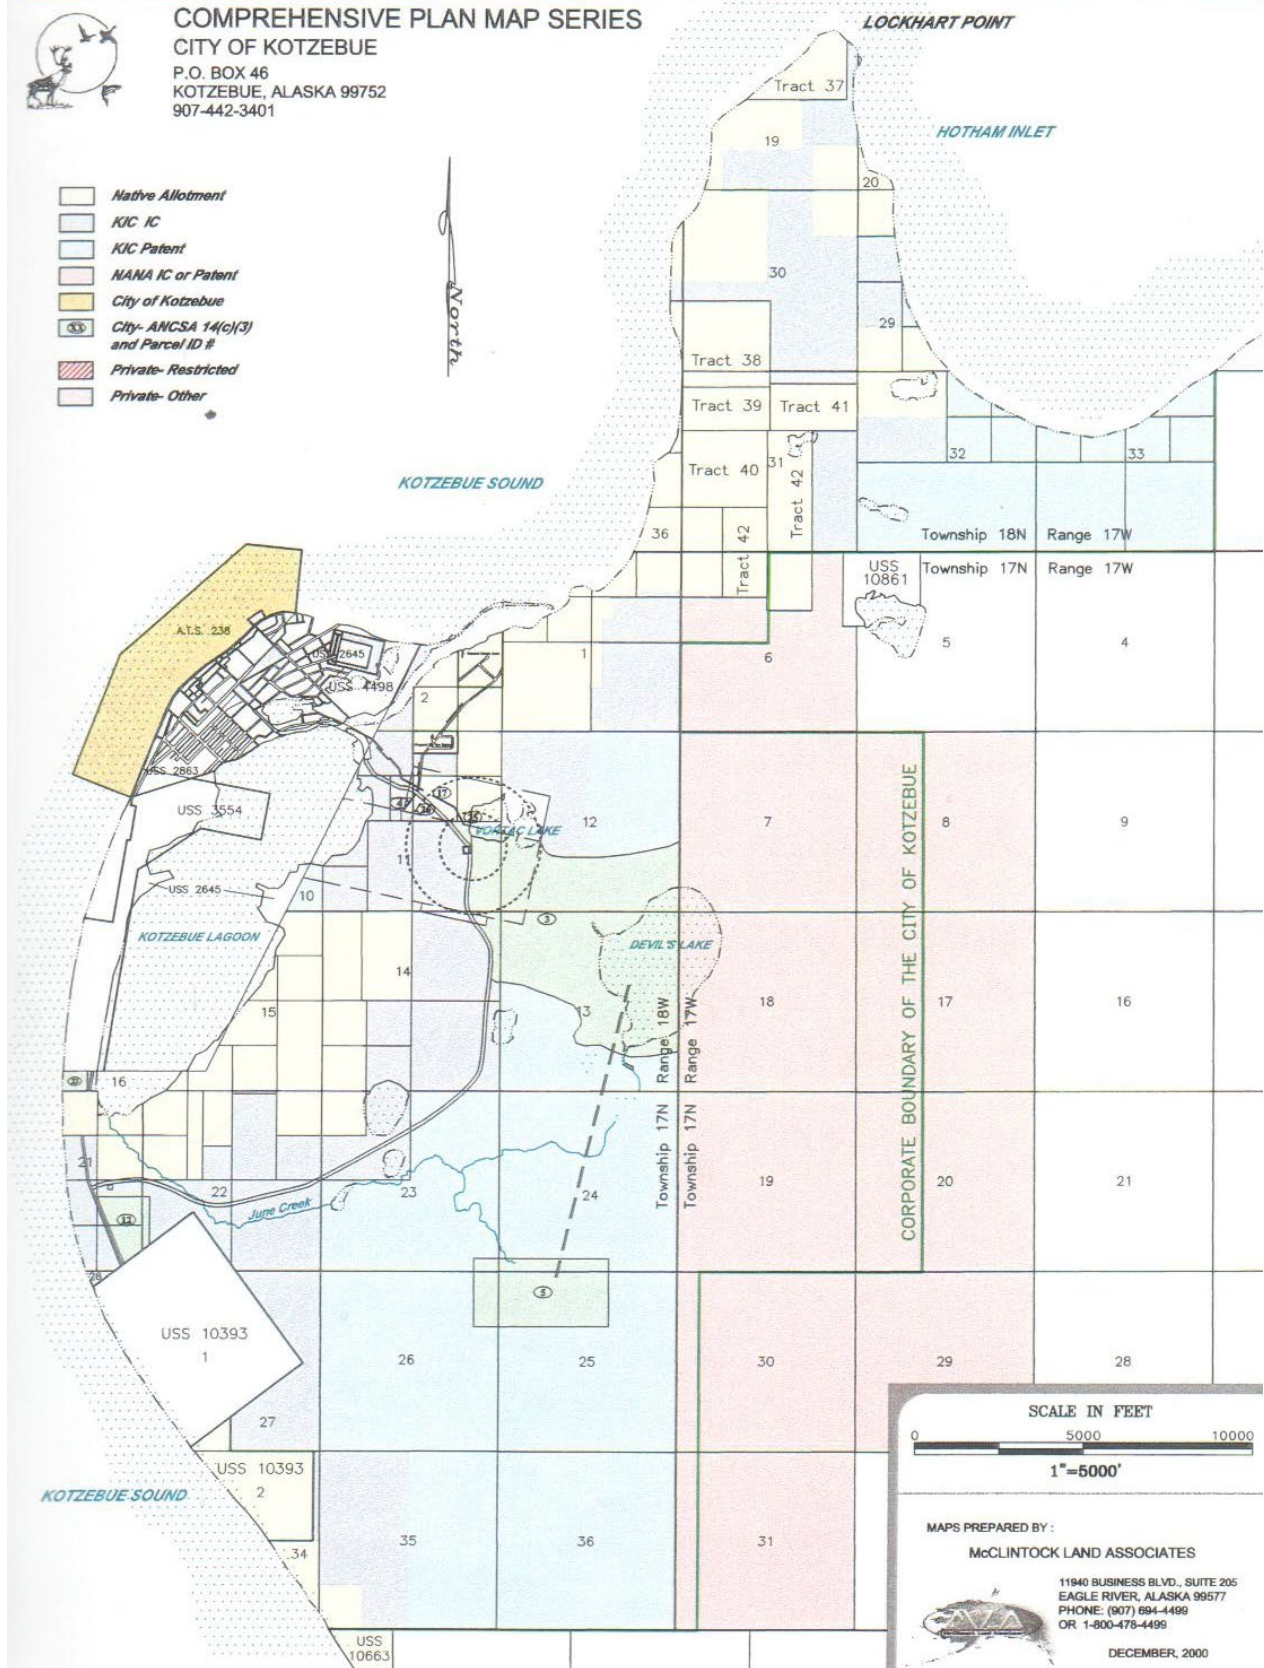 COMPREHENSIVE PLAN MAP SERIES
CITY OF KOTZEBUE
P.O. BOX 46
KOTZEBUE, ALASKA 99752
907-442-3401
LOCKHART POINT
HOTHAM INLET
Native Allotment
KIC IC
KIC Patent
NANA IC or Patent
City of Kotzebue
City- ANCSA 14(c)(3)
and Parcel ID #
Private- Restricted
Private- Other
North
Tract 37
19
20
30
29
Tract 38
Tract 39
Tract 41
Tract 40
31
Tract 42
32
33
KOTZEBUE SOUND
36
Tract 42
Township 18N
Range 17W
USS
10861
Township 17N
Range 17W
A.T.S. 238
USS 2645
USS 4498
1
6
5
4
2
USS 2863
USS 3554
17
VORTAC LAKE
12
7
8
9
11
USS 2645
10
KOTZEBUE LAGOON
3
DEVIL'S LAKE
14
15
13
18
17
16
Range 18W
Range 17W
CORPORATE BOUNDARY OF THE CITY OF KOTZEBUE
16
Township 17N
Township 17N
21
22
23
24
19
20
21
June Creek
12
28
5
USS 10393
1
26
25
30
29
28
27
USS 10393
2
KOTZEBUE SOUND
34
35
36
31
USS
10663
SCALE IN FEET
0
5000
10000
1"=5000'
MAPS PREPARED BY :
McCLINTOCK LAND ASSOCIATES
11940 BUSINESS BLVD., SUITE 205
EAGLE RIVER, ALASKA 99577
PHONE: (907) 694-4499
OR 1-800-478-4499
DECEMBER, 2000